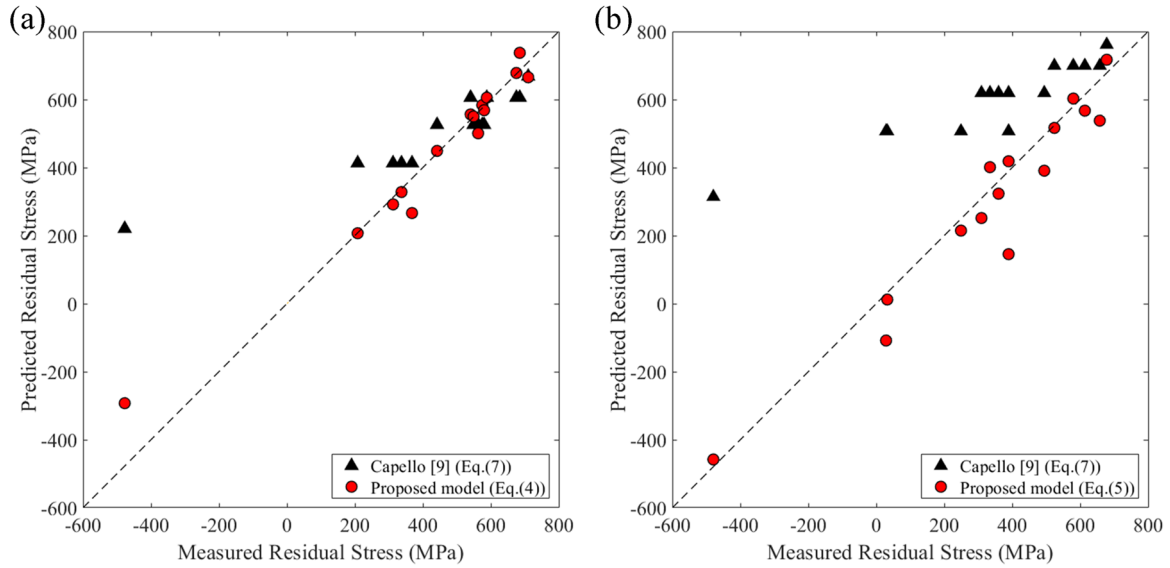 (a)
800
600
400
200
0
-200
-400
-600
-600 -400 -200 0 200 400 600 800
Predicted Residual Stress (MPa)
Measured Residual Stress (MPa)
Capello [9] (Eq.(7))
Proposed model (Eq.(4))
(b)
800
600
400
200
0
-200
-400
-600
-600 -400 -200 0 200 400 600 800
Predicted Residual Stress (MPa)
Measured Residual Stress (MPa)
Capello [9] (Eq.(7))
Proposed model (Eq.(5))